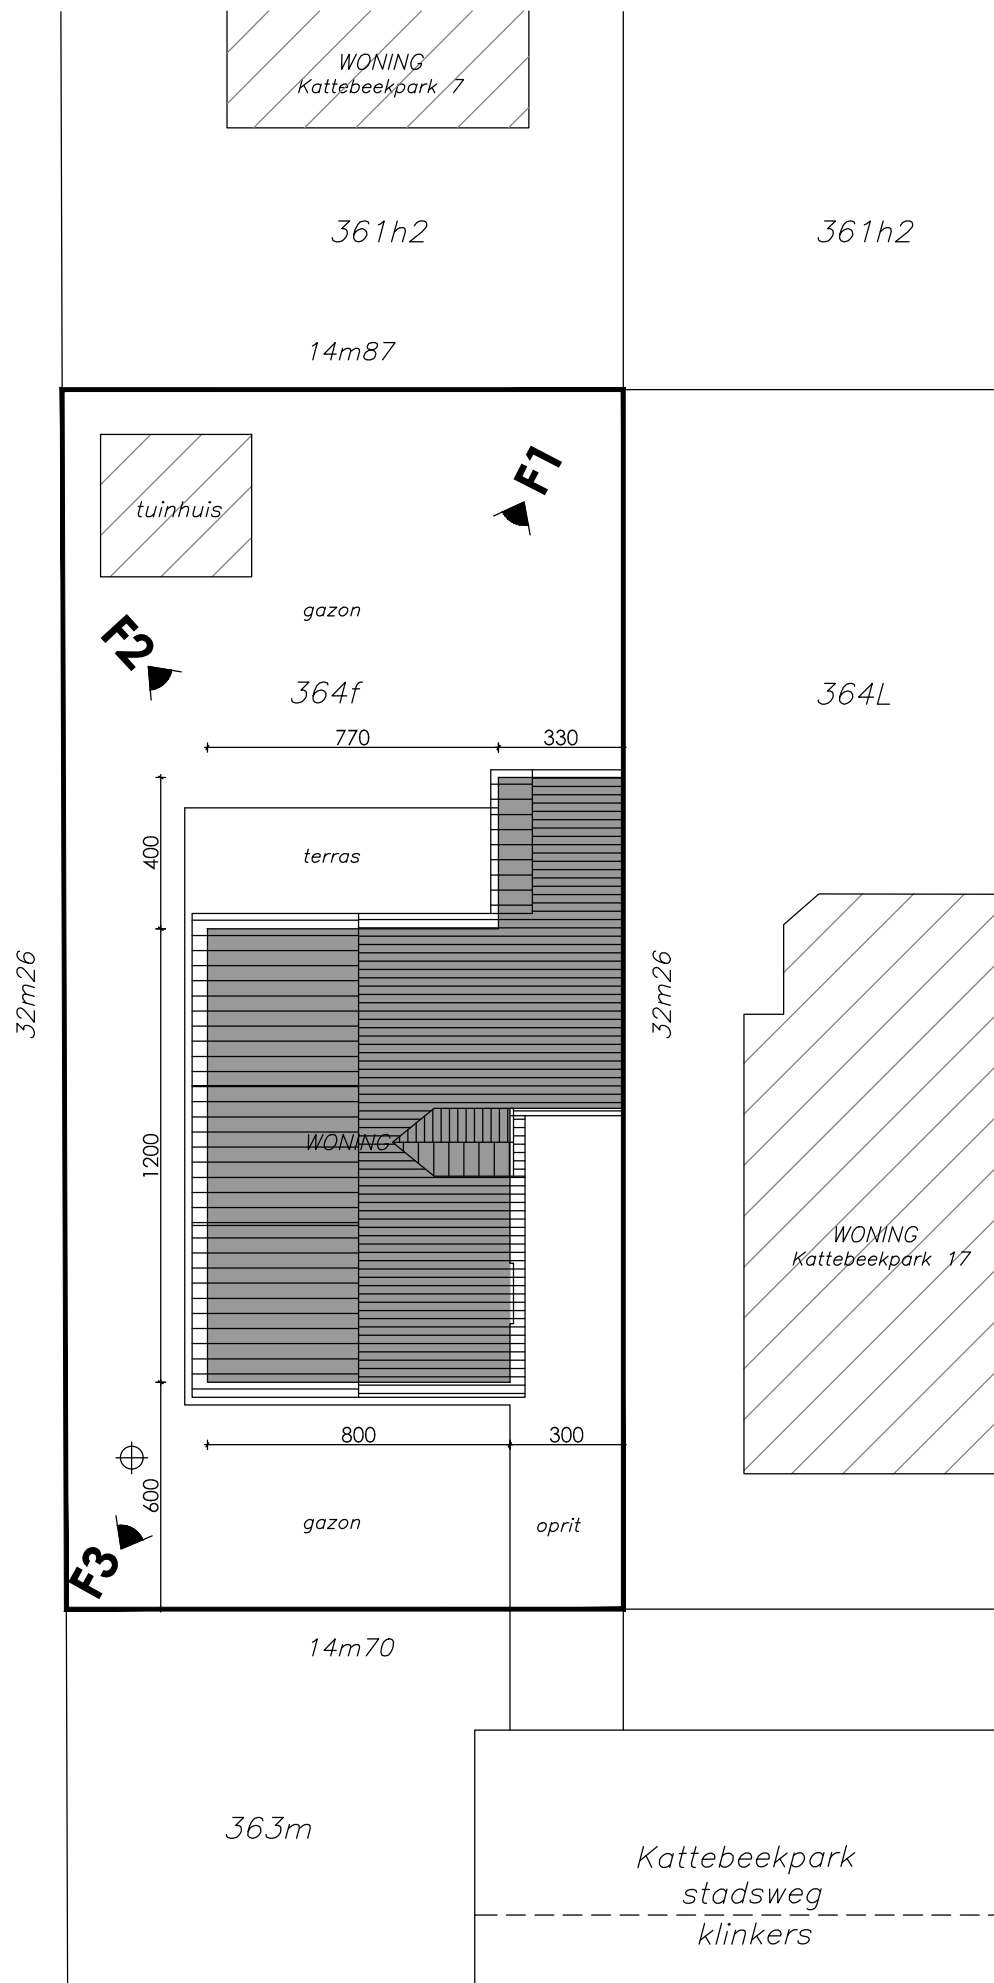 WONING
Kattebeekpark 7
361h2
361h2
14m87
F1
tuinhuis
gazon
F2
364f
364L
770
330
400
terras
32m26
32m26
WONING
1200
WONING
Kattebeekpark 17
800
300
600
gazon
oprit
F3
14m70
363m
Kattebeekpark
stadsweg
klinkers